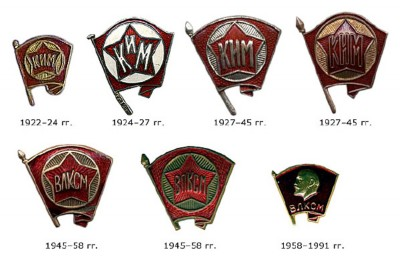 КИМ
КИМ
КИМ
КИМ
1922–24 гг.
1924–27 гг.
1927–45 гг.
1927–45 гг.
ВЛКСМ
ВЛКСМ
ВЛКСМ
1945–58 гг.
1945–58 гг.
1958–1991 гг.